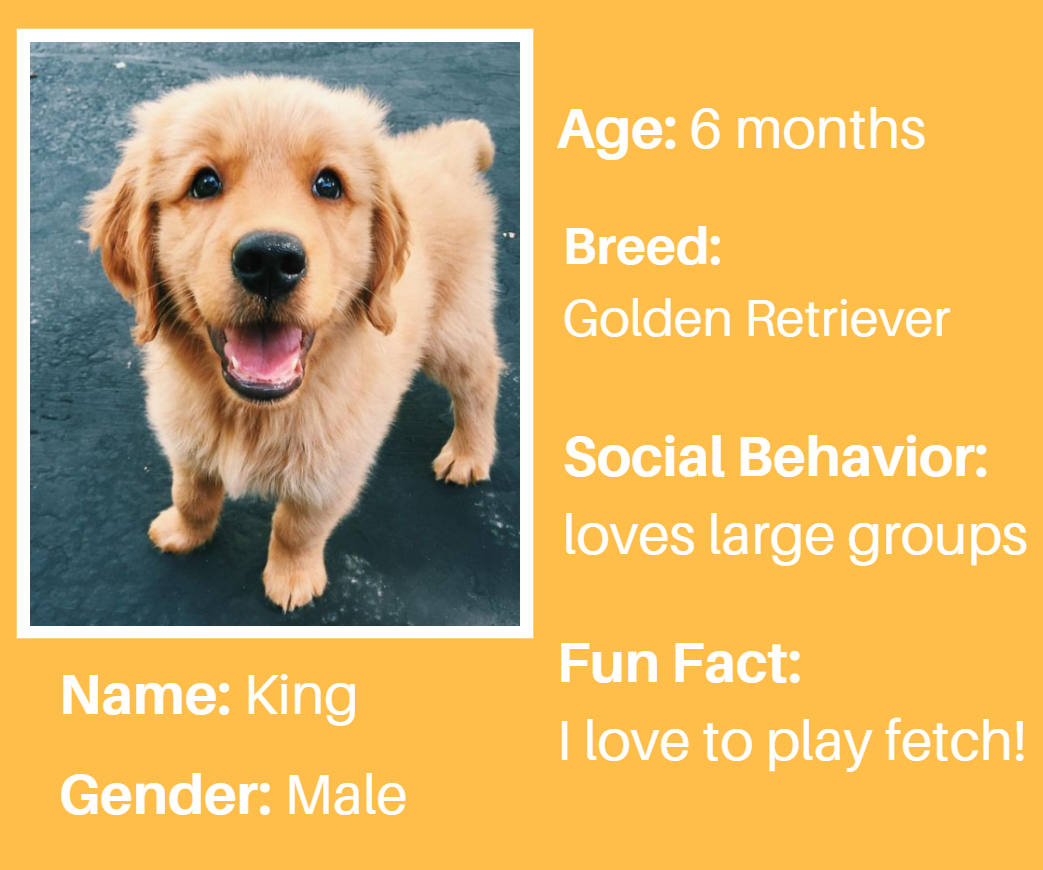 Age: 6 months
Breed:
Golden Retriever
Social Behavior:
loves large groups
Fun Fact:
I love to play fetch!
Name: King
Gender: Male